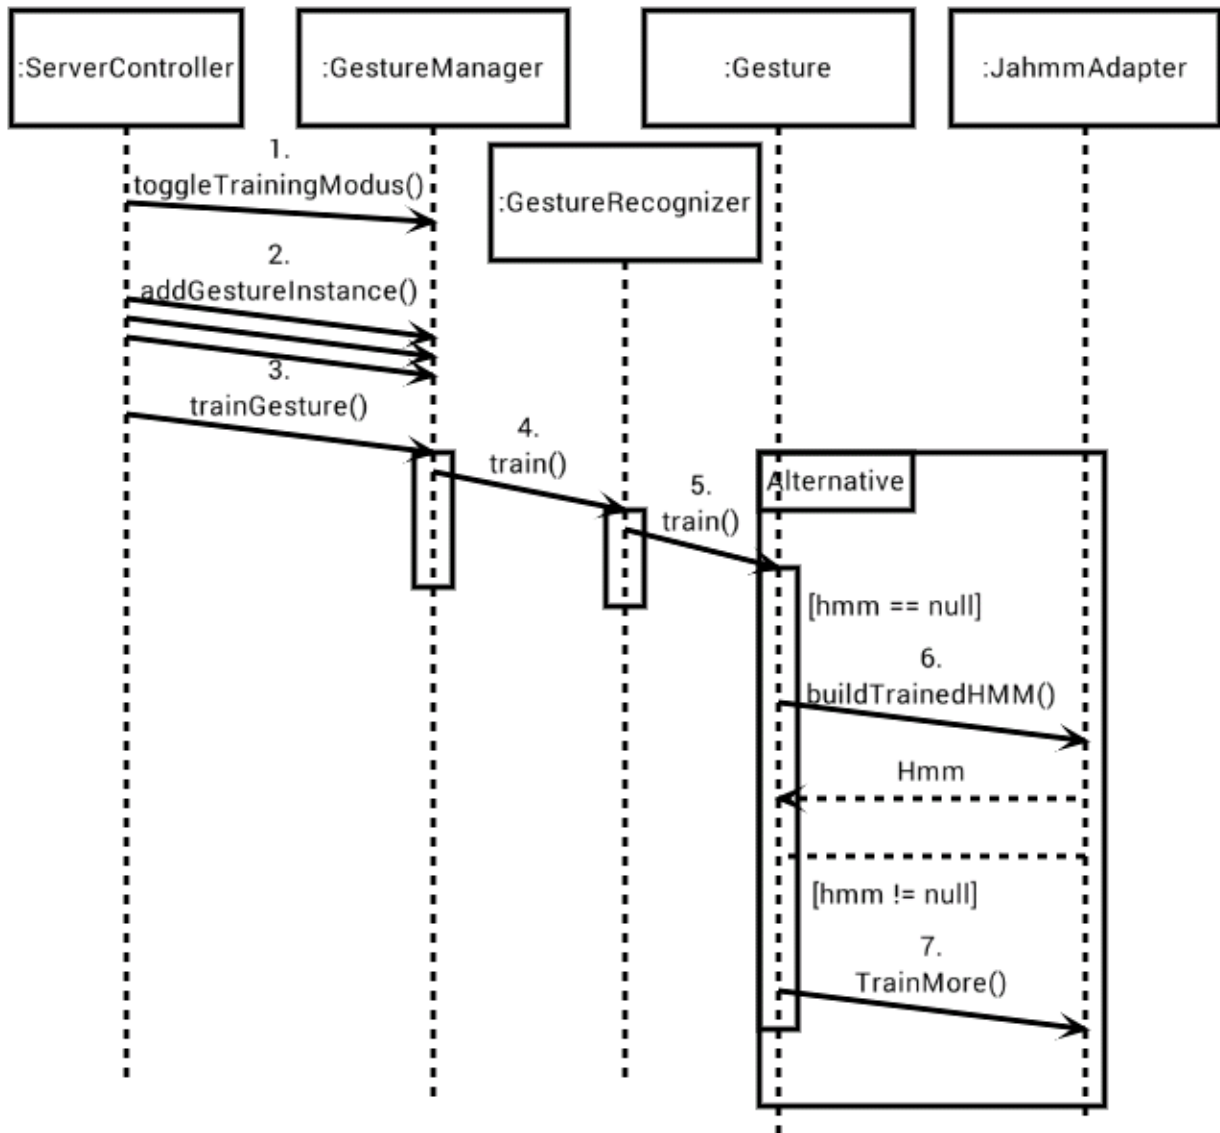 :ServerController
:GestureManager
:Gesture
:JahmmAdapter
1.
toggleTrainingModus()
:GestureRecognizer
2.
addGestureInstance()
3.
trainGesture()
4.
train()
5.
train()
Alternative
[hmm == null]
6.
buildTrainedHMM()
Hmm
[hmm != null]
7.
TrainMore()